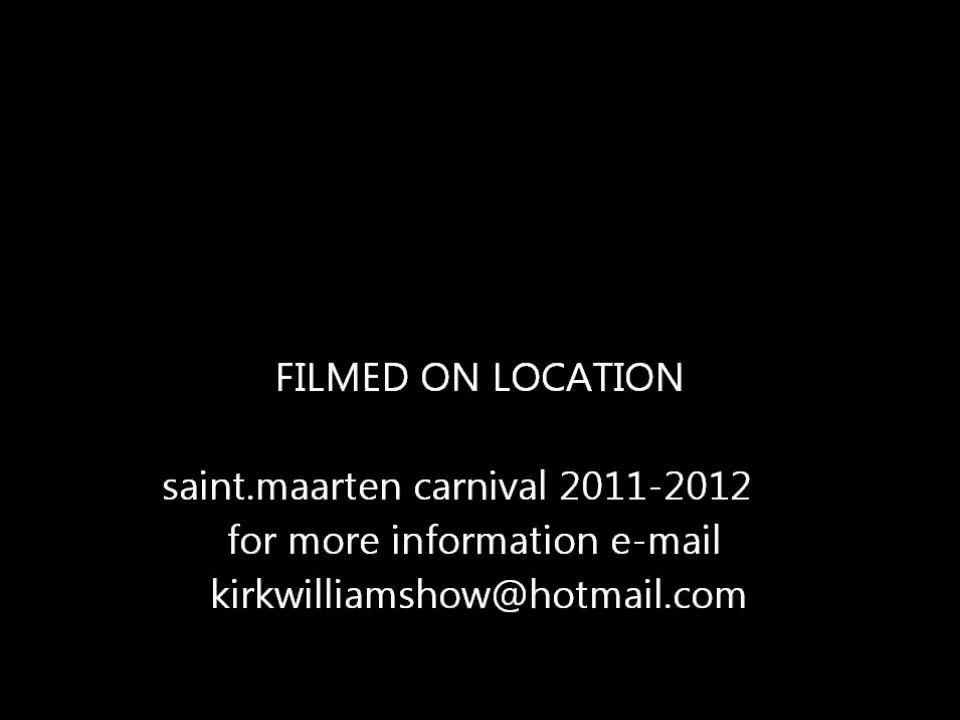 FILMED ON LOCATION
saint.maarten carnival 2011-2012
for more information e-mail
kirkwilliamshow@hotmail.com